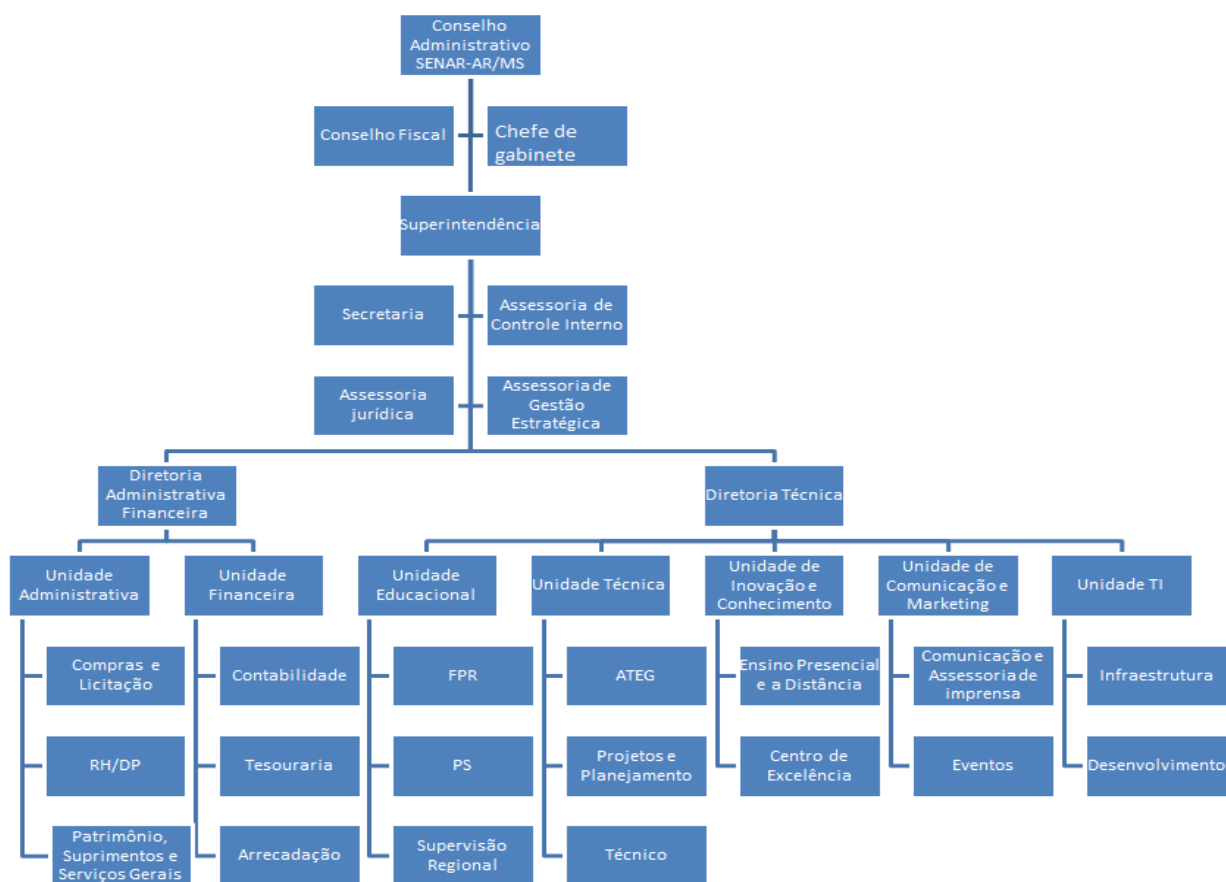 Conselho
Administrativo
SENAR-AR/MS
Conselho Fiscal
Chefe de
gabinete
Superintendência
Secretaria
Assessoria de
Controle Interno
Assessoria
jurídica
Assessoria de
Gestão
Estratégica
Diretoria
Administrativa
Financeira
Diretoria Técnica
Unidade
Administrativa
Unidade
Financeira
Unidade
Educacional
Unidade Técnica
Unidade de
Inovação e
Conhecimento
Unidade de
Comunicação e
Marketing
Unidade TI
Compras e
Licitação
Contabilidade
FPR
ATEG
Ensino Presencial
e a Distância
Comunicação e
Assessoria de
imprensa
Infraestrutura
RH/DP
Tesouraria
PS
Projetos e
Planejamento
Centro de
Excelência
Eventos
Desenvolvimento
Patrimônio,
Suprimentos e
Serviços Gerais
Arrecadação
Supervisão
Regional
Técnico